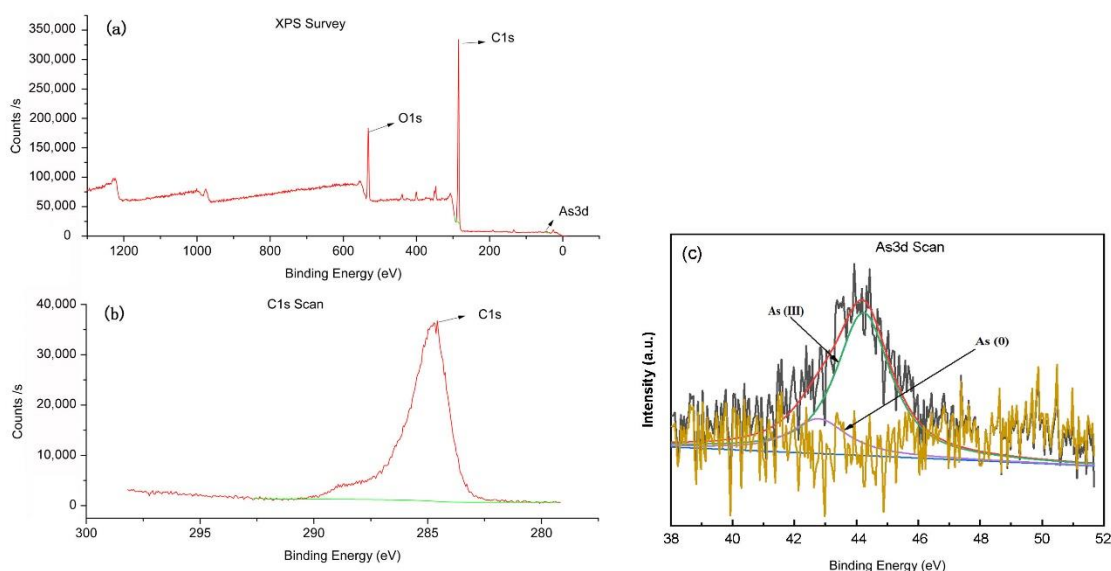 (a)
XPS Survey
C1s
O1s
As3d
350,000
300,000
250,000
200,000
150,000
100,000
50,000
0
Counts /s
1200 1000 800 600 400 200 0
Binding Energy (eV)
(b)
C1s Scan
C1s
40,000
30,000
20,000
10,000
0
Counts /s
300 295 290 285 280
Binding Energy (eV)
As3d Scan
(c)
As (III)
As (0)
Intensity (a.u.)
38 40 42 44 46 48 50 52
Binding Energy (eV)